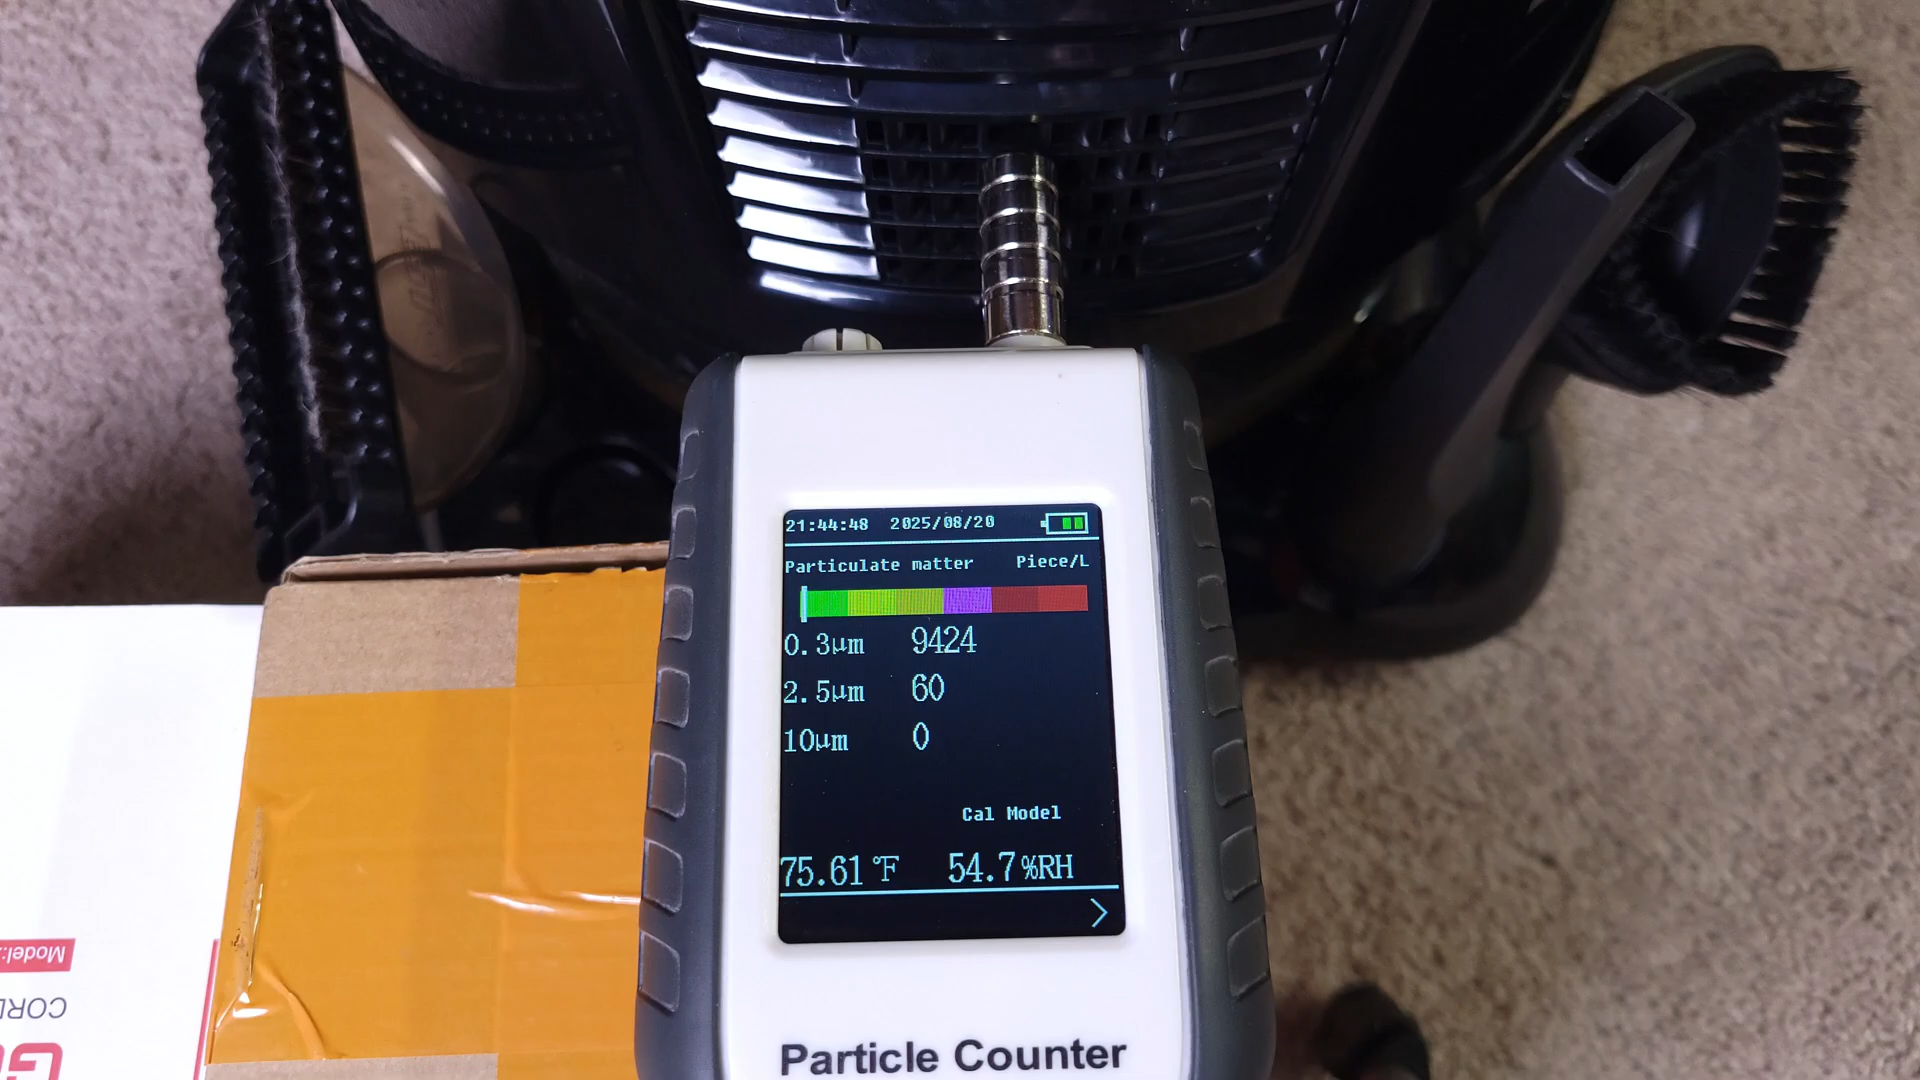 21:44:48 2025/08/20
Particulate matter Piece/L
0.3μm 9424
2.5μm 60
10μm 0
Cal Model
75.61 ℉ 54.7%RH
>
Particle Counter
Model: